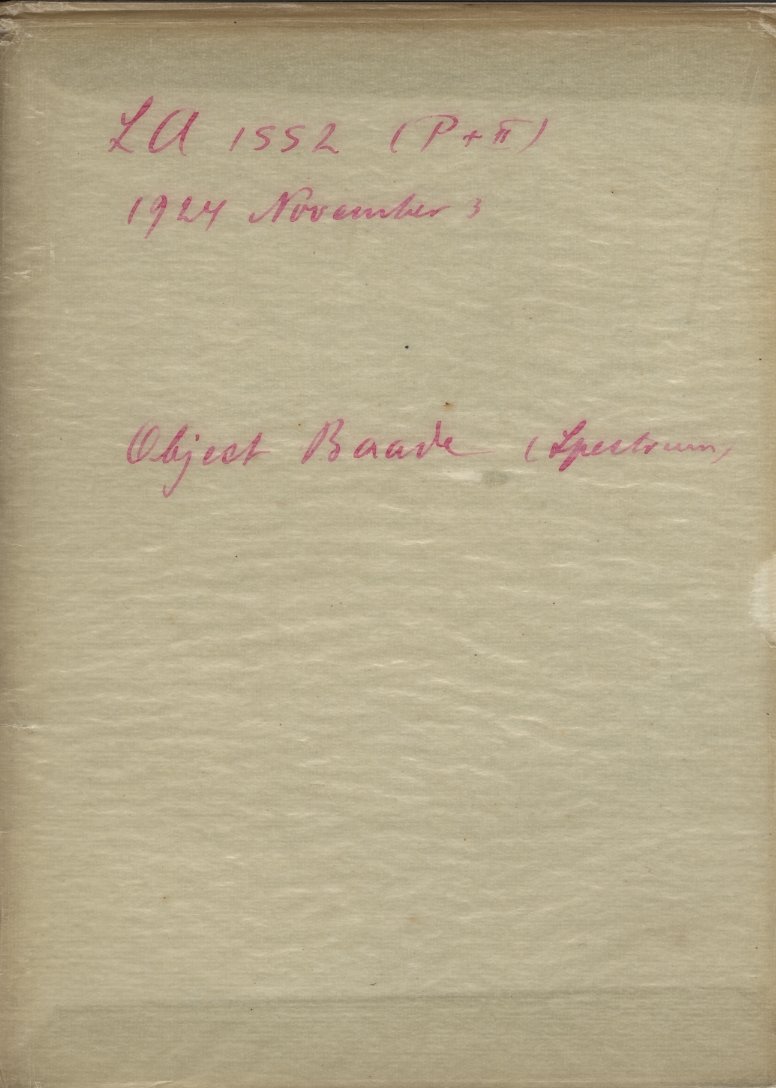 LA 1552 (P+π)
1924 November 3
Object Baade (Spectrum)